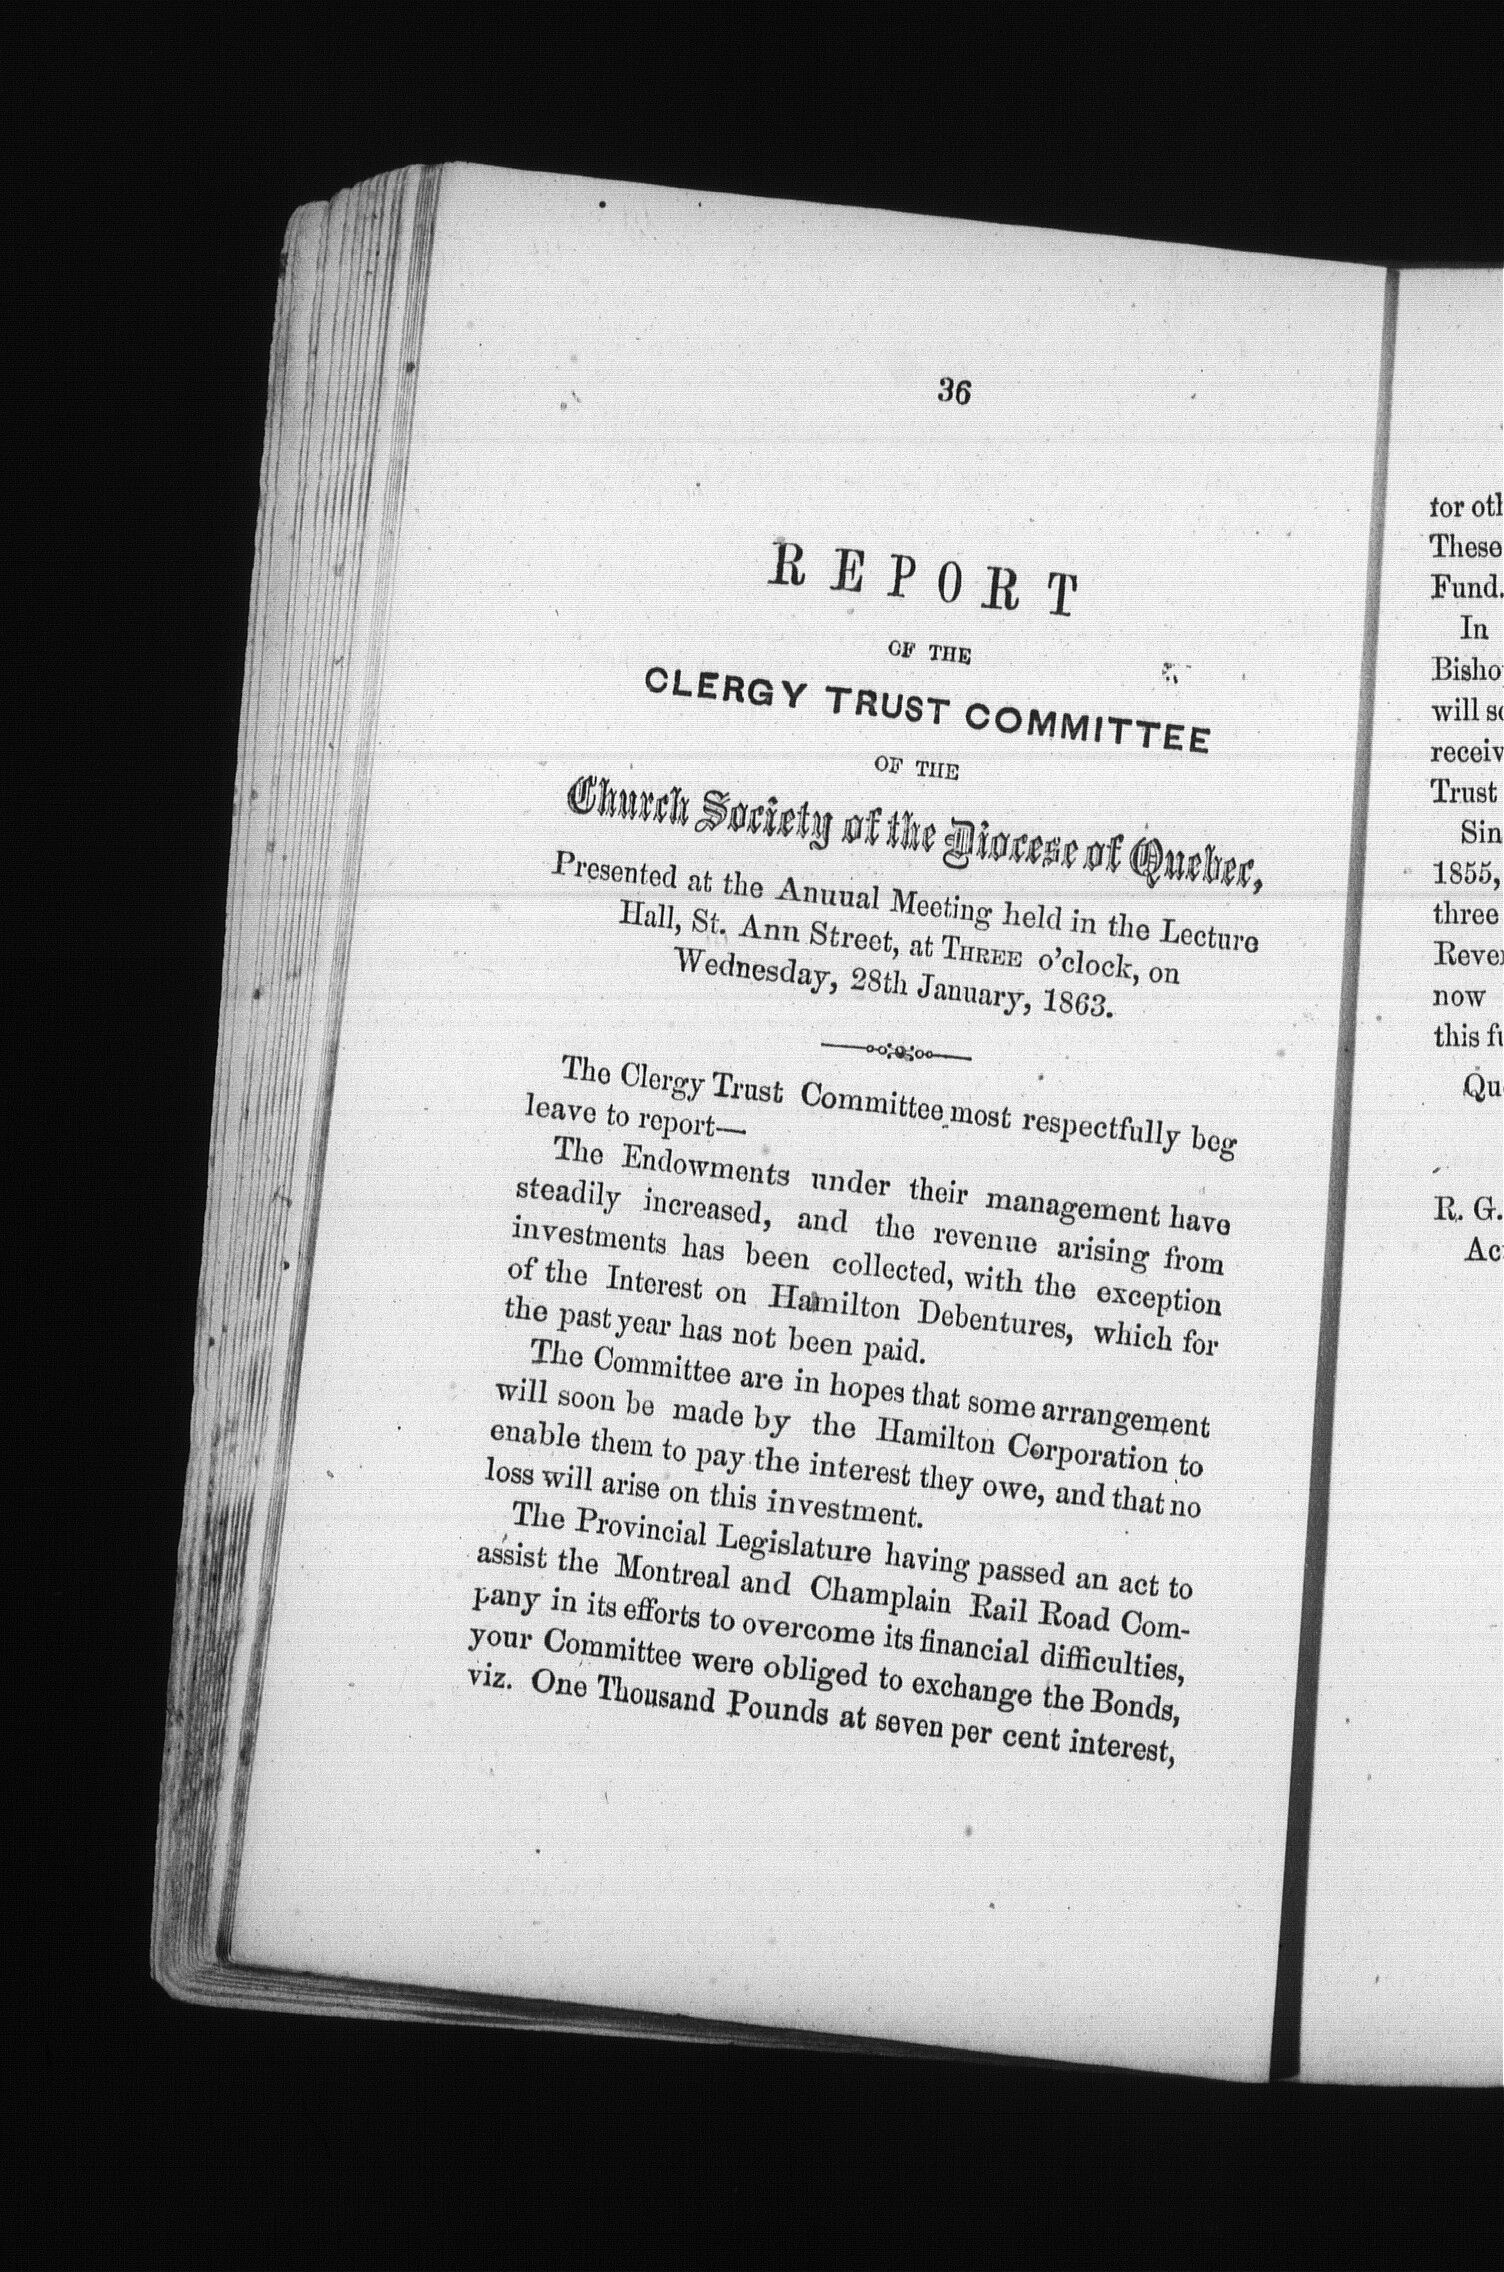 36
REPORT
OF THE
CLERGY TRUST COMMITTEE
OF THE
Church Society of the Diocese of Quebec,
Presented at the Anuual Meeting held in the Lecture
Hall, St. Ann Street, at THREE o'clock, on
Wednesday, 28th January, 1863.
The Clergy Trust Committee most respectfully beg
leave to report—
The Endowments under their management have
steadily increased, and the revenue arising from
investments has been collected, with the exception
of the Interest on Hamilton Debentures, which for
the past year has not been paid.
The Committee are in hopes that some arrangement
will soon be made by the Hamilton Corporation to
enable them to pay the interest they owe, and that no
loss will arise on this investment.
The Provincial Legislature having passed an act to
assist the Montreal and Champlain Rail Road Com-
pany in its efforts to overcome its financial difficulties,
your Committee were obliged to exchange the Bonds,
viz. One Thousand Pounds at seven per cent interest,
for
These
Fund.
In
will
Trust
1855,
three
now
this
R. G.